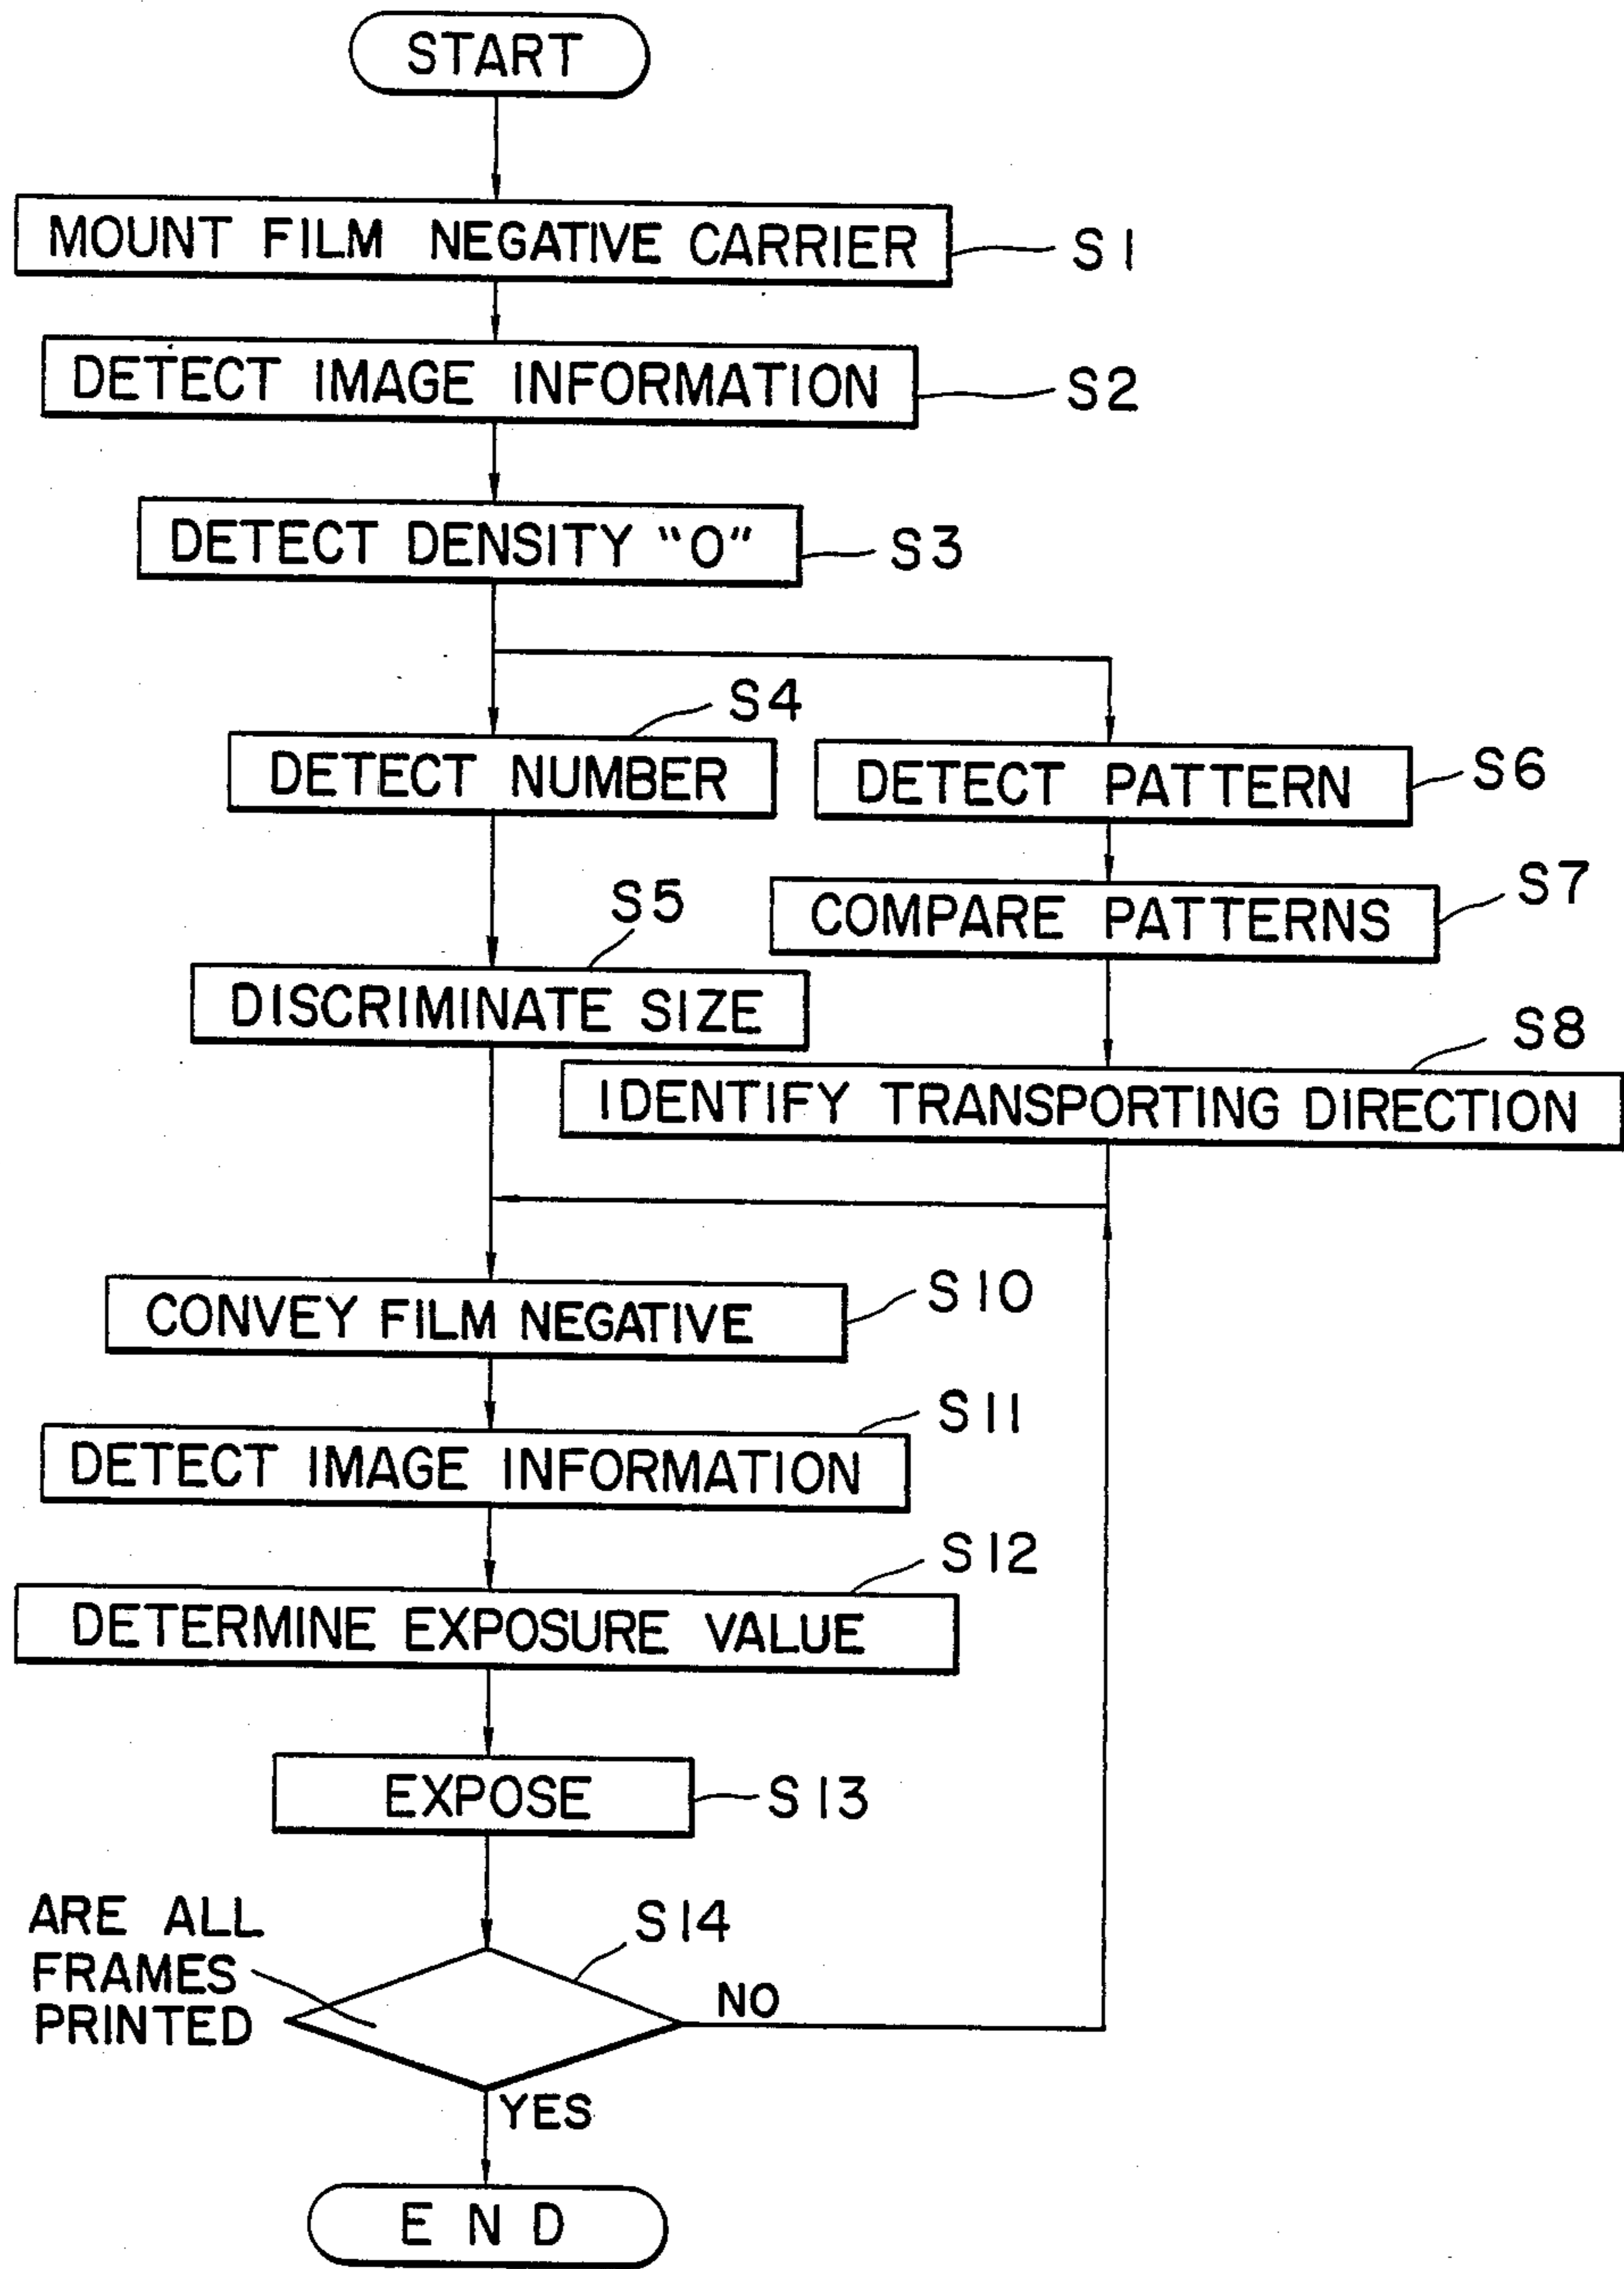 START
MOUNT FILM NEGATIVE CARRIER
S1
DETECT IMAGE INFORMATION
S2
DETECT DENSITY "O"
S3
S4
DETECT NUMBER
DETECT PATTERN
S6
S5
COMPARE PATTERNS
S7
DISCRIMINATE SIZE
S8
IDENTIFY TRANSPORTING DIRECTION
CONVEY FILM NEGATIVE
S10
S11
DETECT IMAGE INFORMATION
S12
DETERMINE EXPOSURE VALUE
EXPOSE
S13
ARE ALL
FRAMES
PRINTED
S14
NO
YES
END